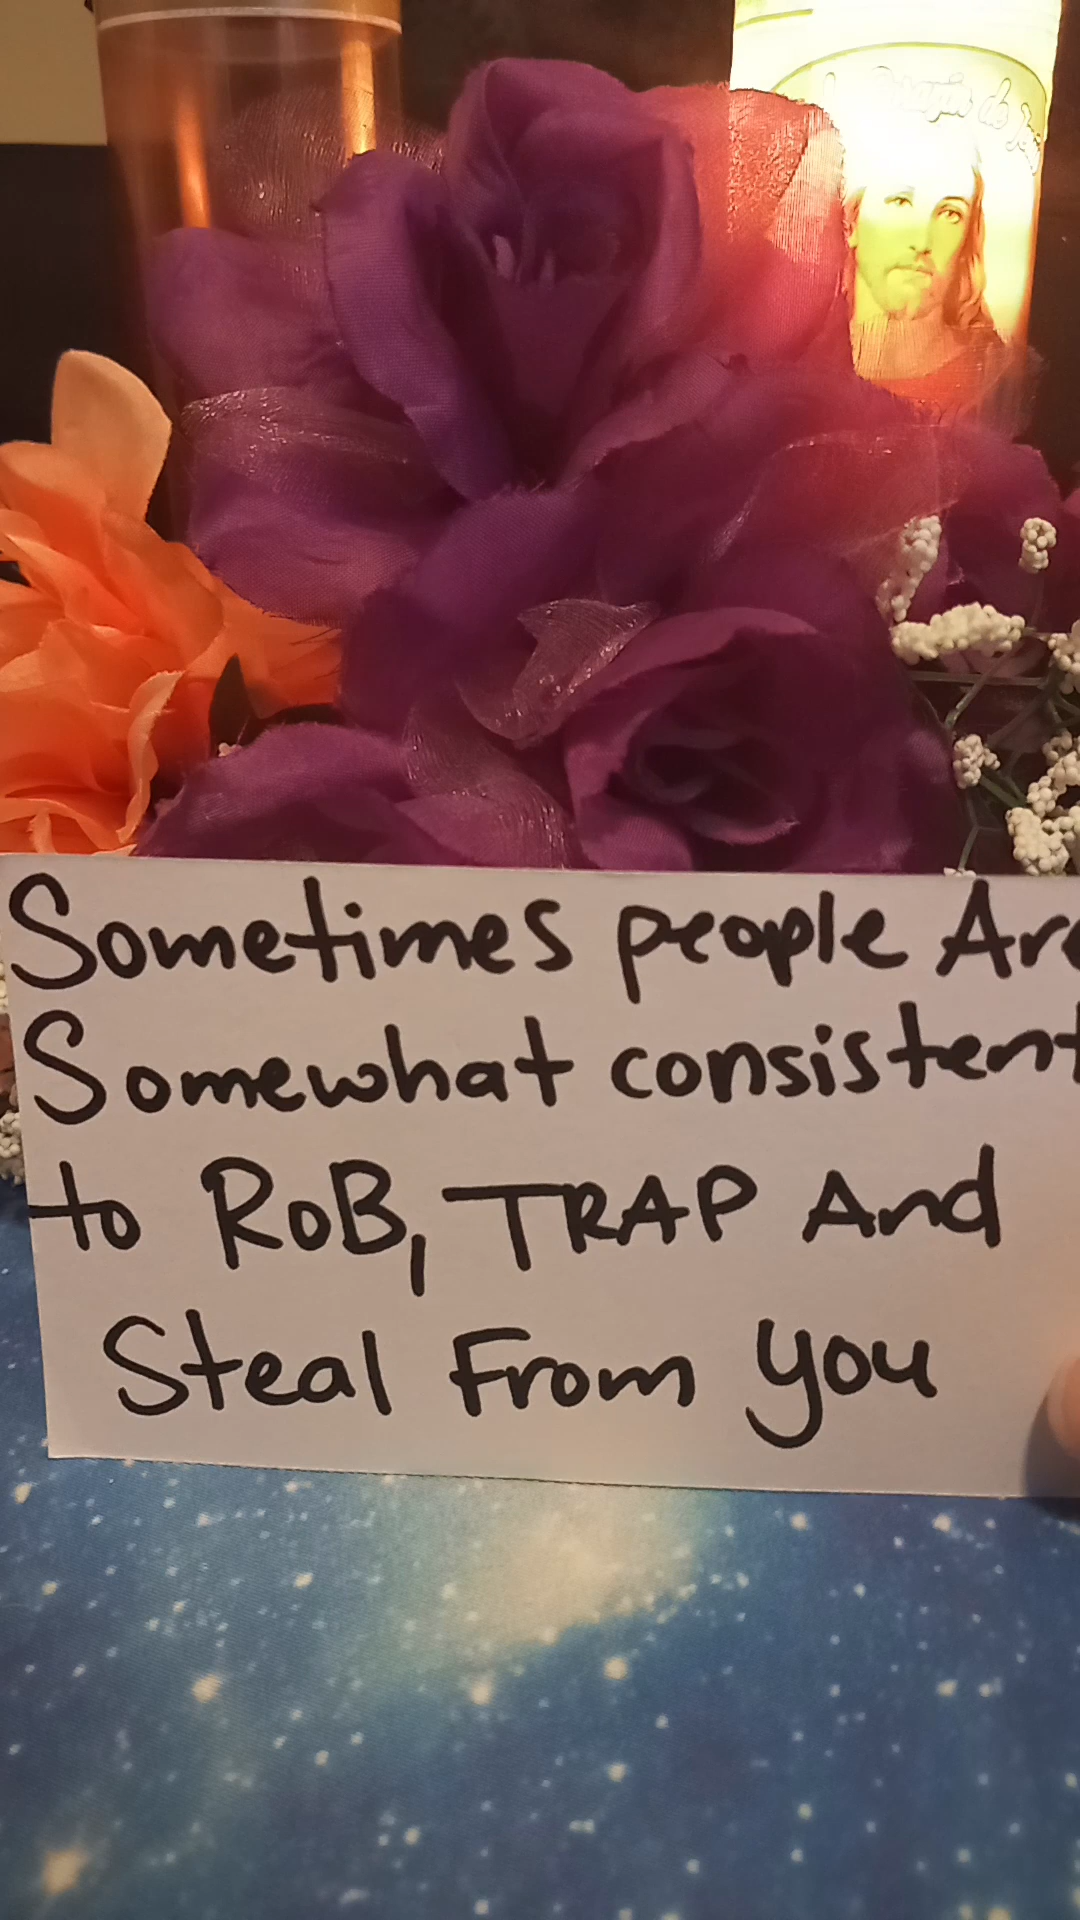 Sometimes people Are
Somewhat consistent
to RoB, TRAP And
Steal From you